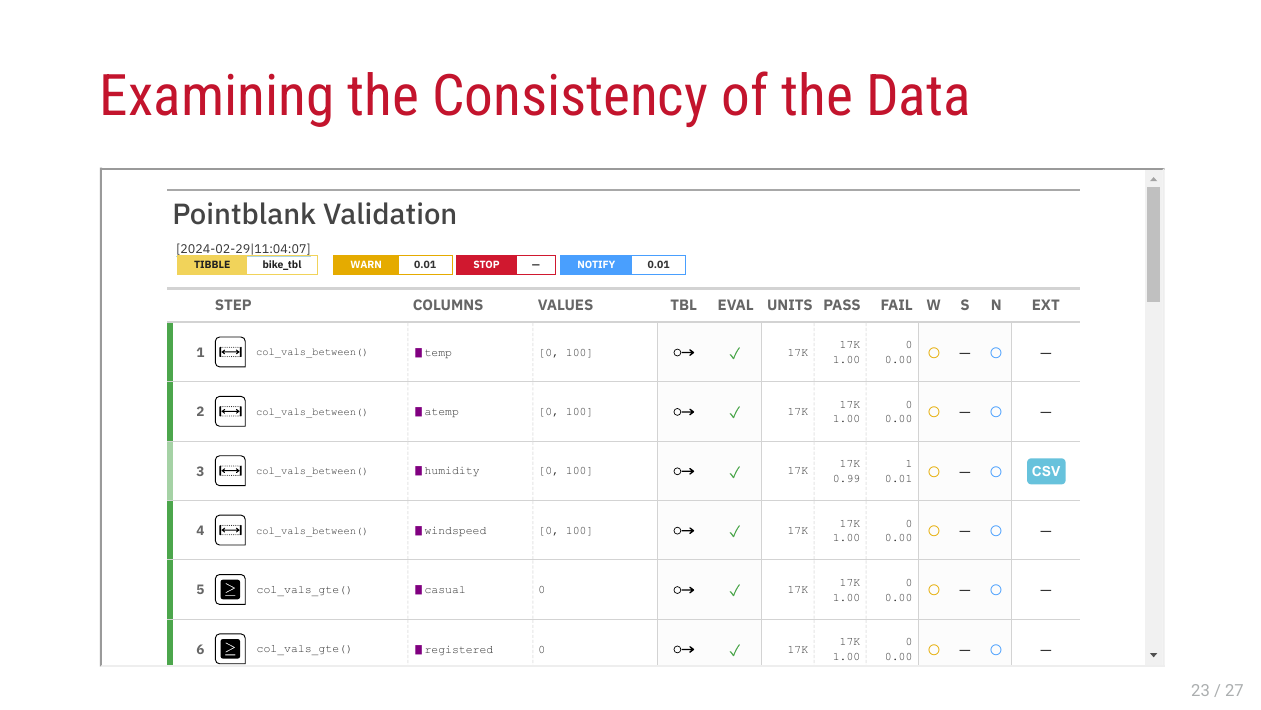 Examining the Consistency of the Data
Pointblank Validation
[2024-02-29|11:04:07]
TIBBLE bike_tbl WARN 0.01 STOP — NOTIFY 0.01
STEP COLUMNS VALUES TBL EVAL UNITS PASS FAIL W S N EXT
1 col_vals_between() temp [0, 100] ✓ 17K 17K 0 — —
1.00 0.00
2 col_vals_between() atemp [0, 100] ✓ 17K 17K 0 — —
1.00 0.00
3 col_vals_between() humidity [0, 100] ✓ 17K 17K 1 — CSV
0.99 0.01
4 col_vals_between() windspeed [0, 100] ✓ 17K 17K 0 — —
1.00 0.00
5 col_vals_gte() casual 0 ✓ 17K 17K 0 — —
1.00 0.00
6 col_vals_gte() registered 0 ✓ 17K 17K 0 — —
1.00 0.00
23 / 27